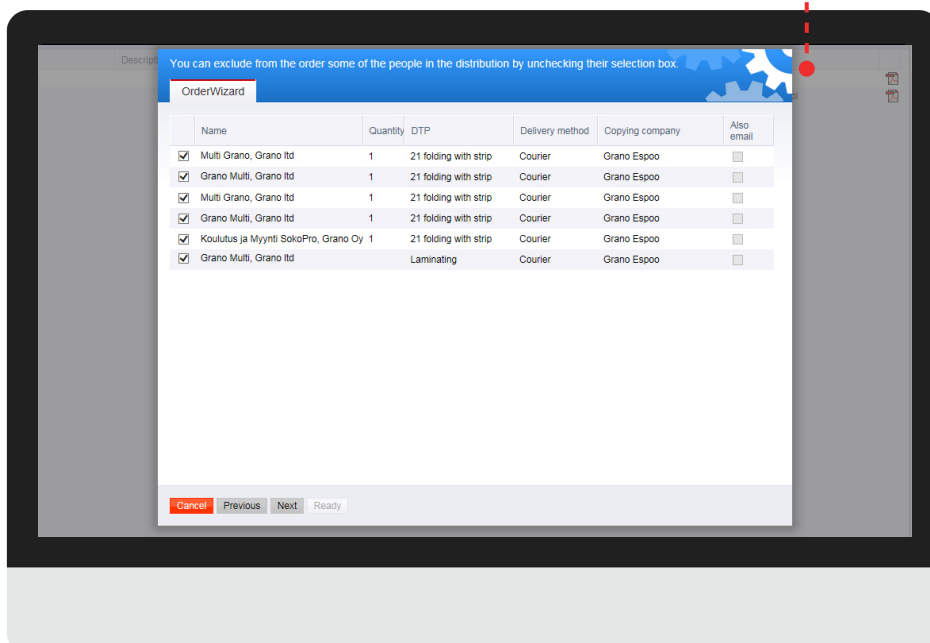 Descript
You can exclude from the order some of the people in the distribution by unchecking their selection box.
OrderWizard
Name Quantity DTP Delivery method Copying company Also email
Multi Grano, Grano ltd 1 21 folding with strip Courier Grano Espoo
Grano Multi, Grano ltd 1 21 folding with strip Courier Grano Espoo
Multi Grano, Grano ltd 1 21 folding with strip Courier Grano Espoo
Grano Multi, Grano ltd 1 21 folding with strip Courier Grano Espoo
Koulutus ja Myynti SokoPro, Grano Oy 1 21 folding with strip Courier Grano Espoo
Grano Multi, Grano ltd Laminating Courier Grano Espoo
Cancel Previous Next Ready